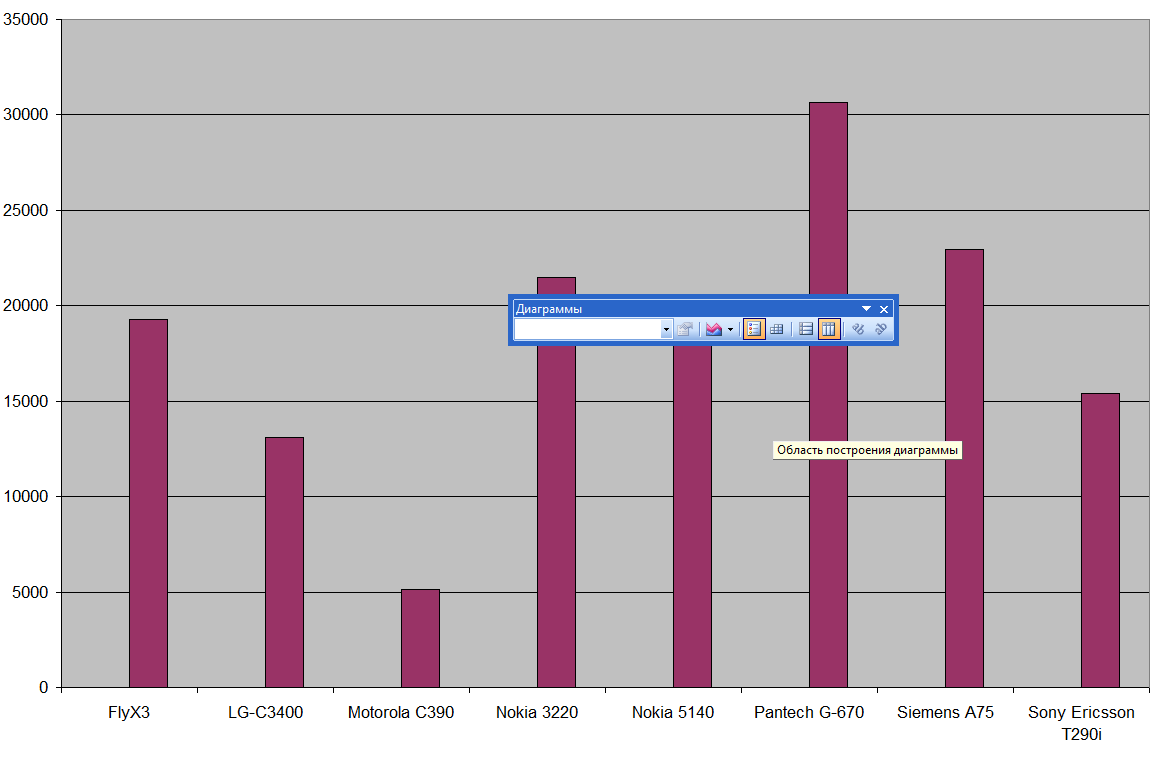 35000
30000
25000
20000
15000
10000
5000
0
Диаграммы
Область построения диаграммы
FlyX3
LG-C3400
Motorola C390
Nokia 3220
Nokia 5140
Pantech G-670
Siemens A75
Sony Ericsson
T290i